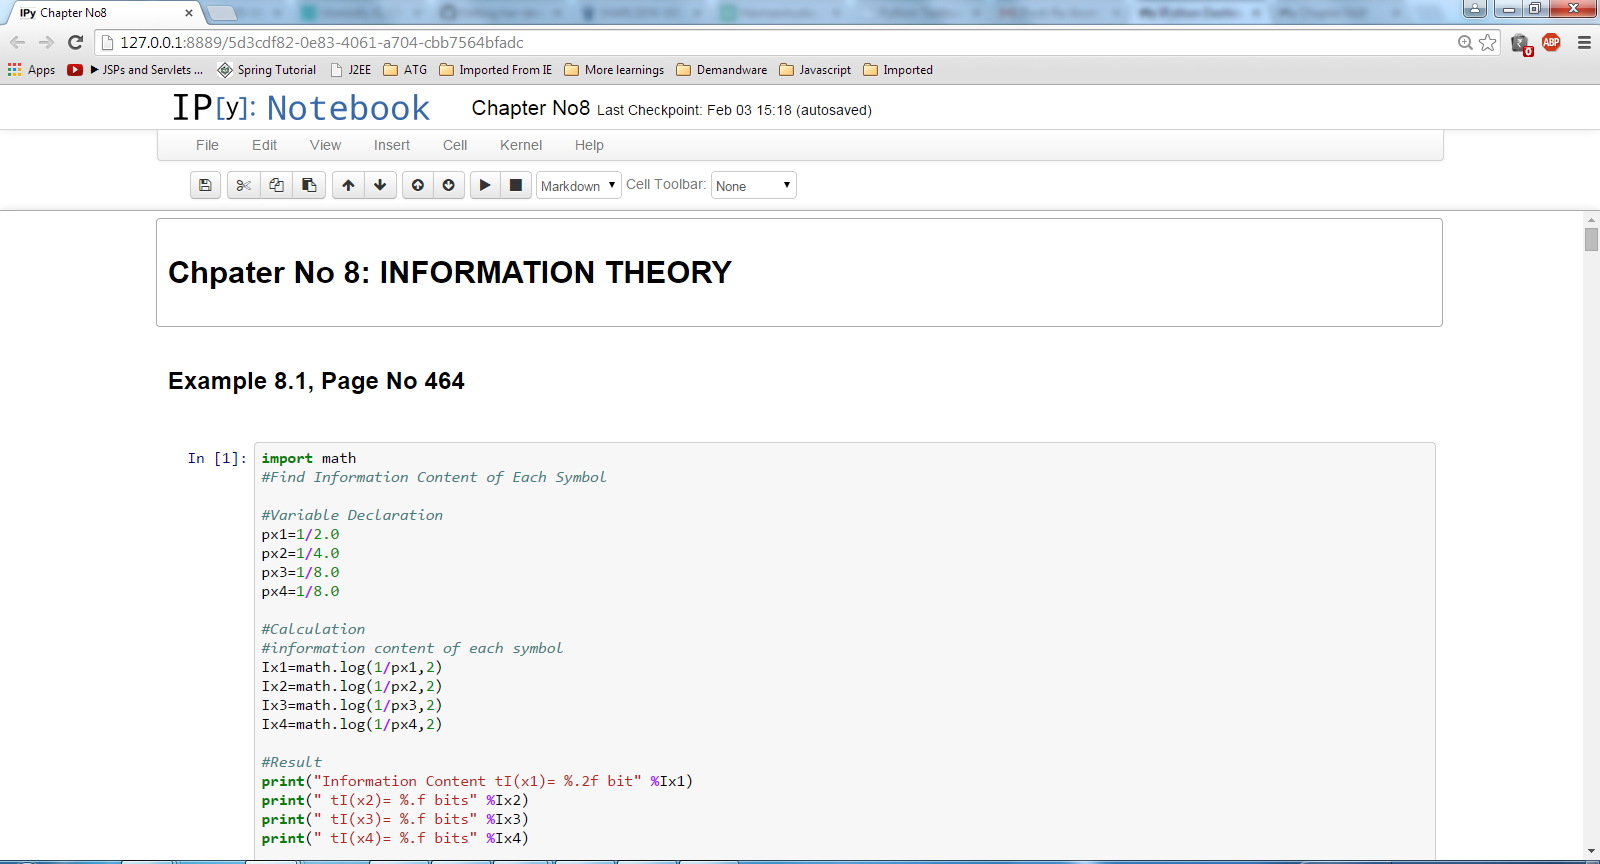 IPy Chapter No8
127.0.0.1:8889/5d3cdf82-0e83-4061-a704-cbb7564bfadc
0 ABP
Apps JSPs and Servlets ... Spring Tutorial J2EE ATG Imported From IE More learnings Demandware Javascript Imported
IP[y]: Notebook Chapter No8 Last Checkpoint: Feb 03 15:18 (autosaved)
File Edit View Insert Cell Kernel Help
Markdown Cell Toolbar: None
Chpater No 8: INFORMATION THEORY
Example 8.1, Page No 464
In [1]: import math
#Find Information Content of Each Symbol
#Variable Declaration
px1=1/2.0
px2=1/4.0
px3=1/8.0
px4=1/8.0
#Calculation
#information content of each symbol
Ix1=math.log(1/px1,2)
Ix2=math.log(1/px2,2)
Ix3=math.log(1/px3,2)
Ix4=math.log(1/px4,2)
#Result
print("Information Content tI(x1)= %.2f bit" %Ix1)
print(" tI(x2)= %.f bits" %Ix2)
print(" tI(x3)= %.f bits" %Ix3)
print(" tI(x4)= %.f bits" %Ix4)